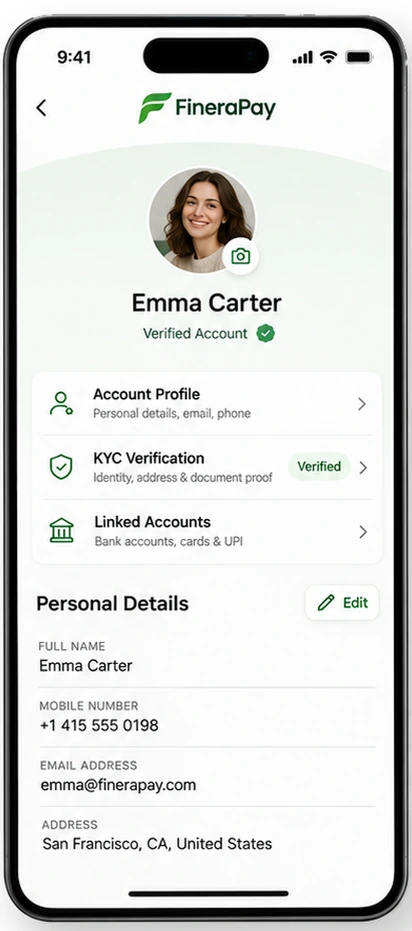 9:41
FineraPay
Emma Carter
Verified Account
Account Profile
Personal details, email, phone
KYC Verification
Identity, address & document proof
Verified
Linked Accounts
Bank accounts, cards & UPI
Personal Details
Edit
FULL NAME
Emma Carter
MOBILE NUMBER
+1 415 555 0198
EMAIL ADDRESS
emma@finerapay.com
ADDRESS
San Francisco, CA, United States